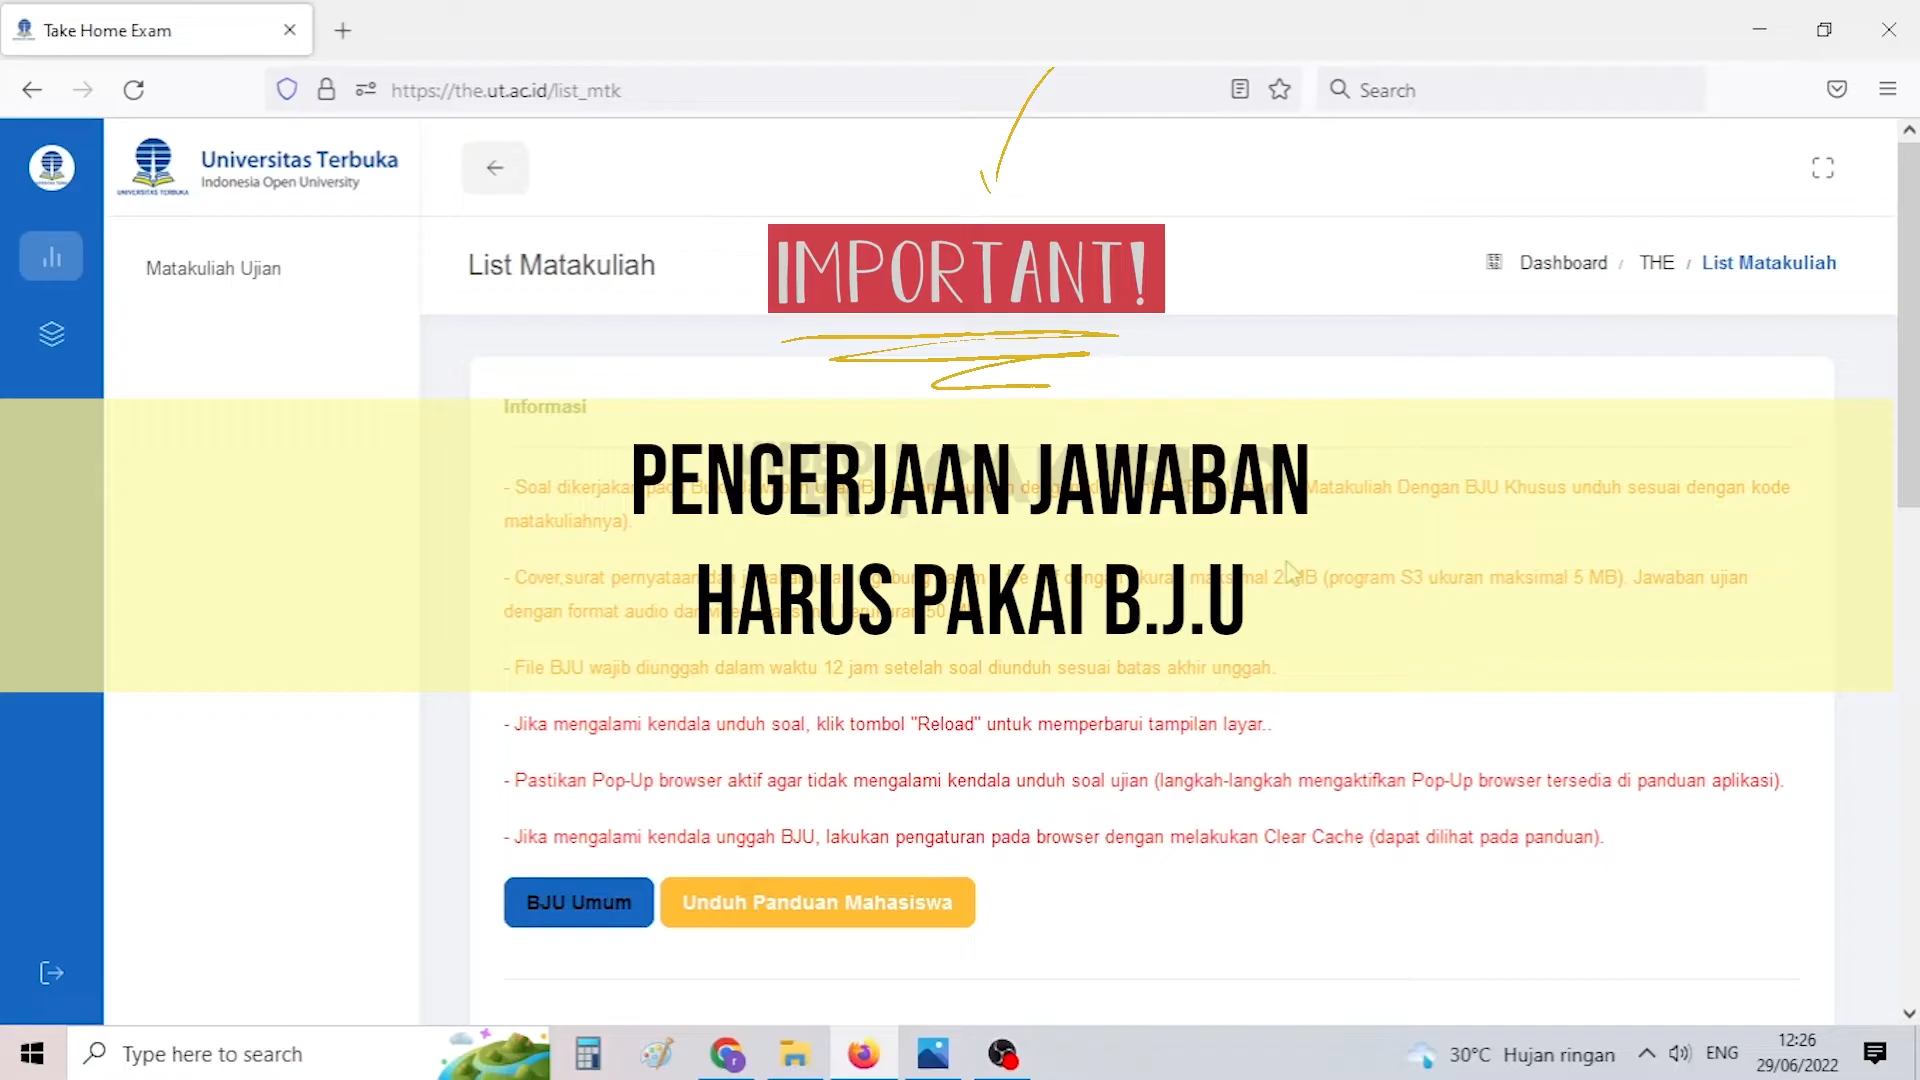 Take Home Exam
https://the.ut.ac.id/list_mtk
Search
UNIVERSITAS TERBUKA
Universitas Terbuka
Indonesia Open University
Matakuliah Ujian
List Matakuliah
IMPORTANT!
Dashboard / THE / List Matakuliah
Informasi
PENGERJAAN JAWABAN
HARUS PAKAI B.J.U
- Soal dikerjakan Matakuliah Dengan BJU Khusus unduh sesuai dengan kode
matakuliahnya).
- Cover,surat pernyataan dan maksimal 2 MB (program S3 ukuran maksimal 5 MB). Jawaban ujian
dengan format audio dan
- File BJU wajib diunggah dalam waktu 12 jam setelah soal diunduh sesuai batas akhir unggah.
- Jika mengalami kendala unduh soal, klik tombol "Reload" untuk memperbarui tampilan layar..
- Pastikan Pop-Up browser aktif agar tidak mengalami kendala unduh soal ujian (langkah-langkah mengaktifkan Pop-Up browser tersedia di panduan aplikasi).
- Jika mengalami kendala unggah BJU, lakukan pengaturan pada browser dengan melakukan Clear Cache (dapat dilihat pada panduan).
BJU Umum
Unduh Panduan Mahasiswa
Type here to search
30°C Hujan ringan
ENG
12:26
29/06/2022